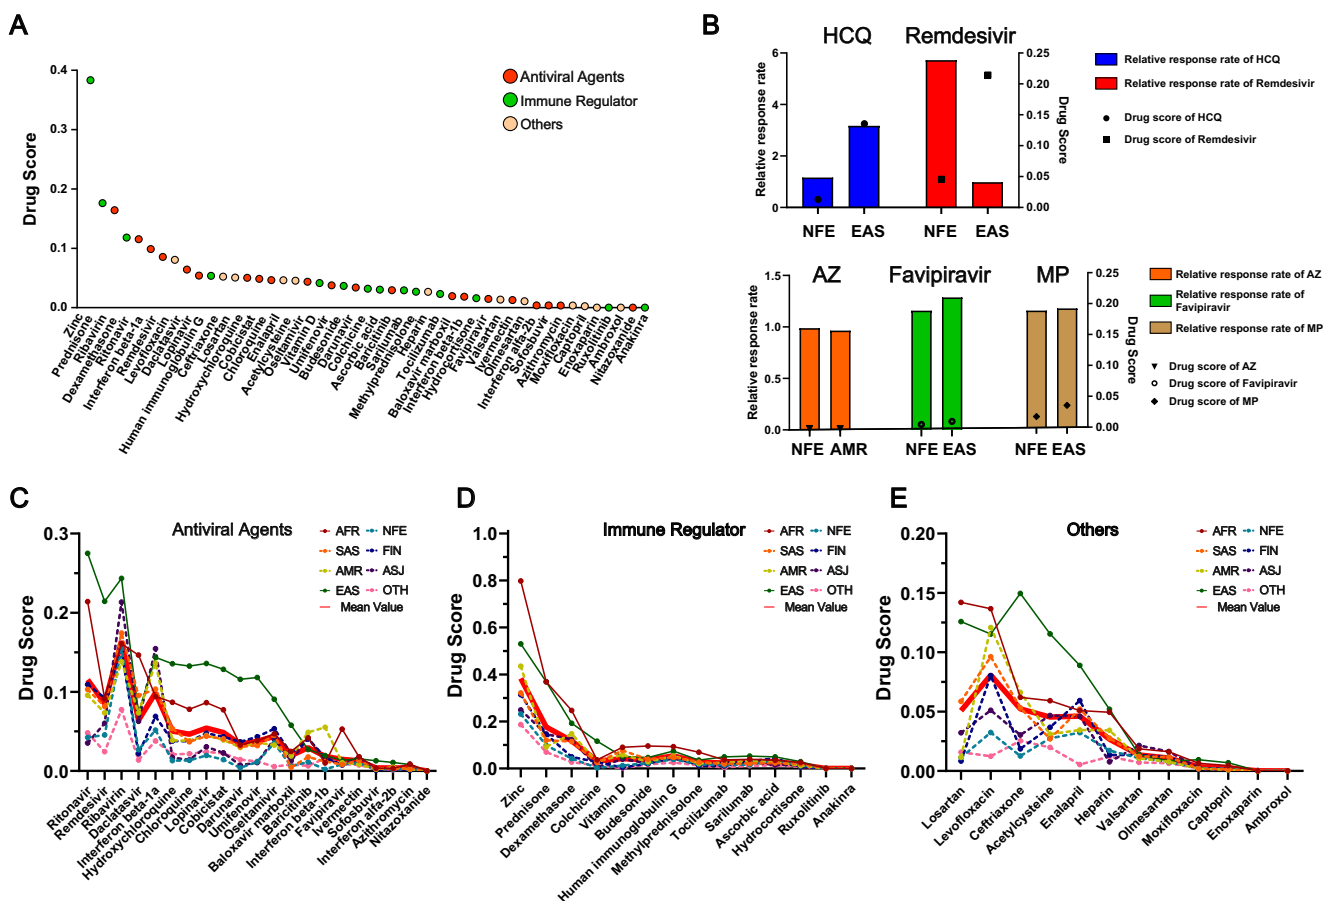 A
0.4
0.3
0.2
0.1
0.0
Drug Score
Antiviral Agents
Immune Regulator
Others
Zinc
Prednisone
Ribavirin
Dexamethasone
Ritonavir
Interferon beta-1a
Remdesivir
Levofloxacin
Daclatasvir
Lopinavir
Human immunoglobulin G
Ceftriaxone
Losartan
Hydroxychloroquine
Cobicistat
Chloroquine
Enalapril
Acetylcysteine
Oseltamivir
Vitamin D
Umifenovir
Budesonide
Darunavir
Colchicine
Ascorbic acid
Baricitinib
Sarilumab
Methylprednisolone
Heparin
Tocilizumab
Baloxavir marboxil
Interferon beta-1b
Hydrocortisone
Favipiravir
Valsartan
Ivermectin
Olmesartan
Interferon alfa-2b
Sofosbuvir
Azithromycin
Moxifloxacin
Captopril
Enoxaparin
Ruxolitinib
Ambroxol
Nitazoxanide
Anakinra
B
HCQ Remdesivir
6
4
2
0
Relative response rate
0.25
0.20
0.15
0.10
0.05
0.00
Drug Score
NFE EAS NFE EAS
Relative response rate of HCQ
Relative response rate of Remdesivir
Drug score of HCQ
Drug score of Remdesivir
AZ Favipiravir MP
1.5
1.0
0.5
0.0
Relative response rate
0.25
0.20
0.15
0.10
0.05
0.00
Drug Score
NFE AMR NFE EAS NFE EAS
Relative response rate of AZ
Relative response rate of
Favipiravir
Relative response rate of MP
Drug score of AZ
Drug score of Favipiravir
Drug score of MP
C
Antiviral Agents
0.3
0.2
0.1
0.0
Drug Score
AFR NFE
SAS FIN
AMR ASJ
EAS OTH
Mean Value
Ritonavir
Remdesivir
Ribavirin
Daclatasvir
Interferon beta-1a
Hydroxychloroquine
Chloroquine
Lopinavir
Cobicistat
Darunavir
Umifenovir
Oseltamivir
Baloxavir marboxil
Baricitinib
Interferon beta-1b
Favipiravir
Ivermectin
Sofosbuvir
Interferon alfa-2b
Azithromycin
Nitazoxanide
D
Immune Regulator
1.0
0.8
0.6
0.4
0.2
0.0
Drug Score
AFR NFE
SAS FIN
AMR ASJ
EAS OTH
Mean Value
Zinc
Prednisone
Dexamethasone
Colchicine
Vitamin D
Budesonide
Human immunoglobulin G
Methylprednisolone
Tocilizumab
Sarilumab
Ascorbic acid
Hydrocortisone
Ruxolitinib
Anakinra
E
Others
0.20
0.15
0.10
0.05
0.00
Drug Score
AFR NFE
SAS FIN
AMR ASJ
EAS OTH
Mean Value
Losartan
Levofloxacin
Ceftriaxone
Acetylcysteine
Enalapril
Heparin
Valsartan
Olmesartan
Moxifloxacin
Captopril
Enoxaparin
Ambroxol